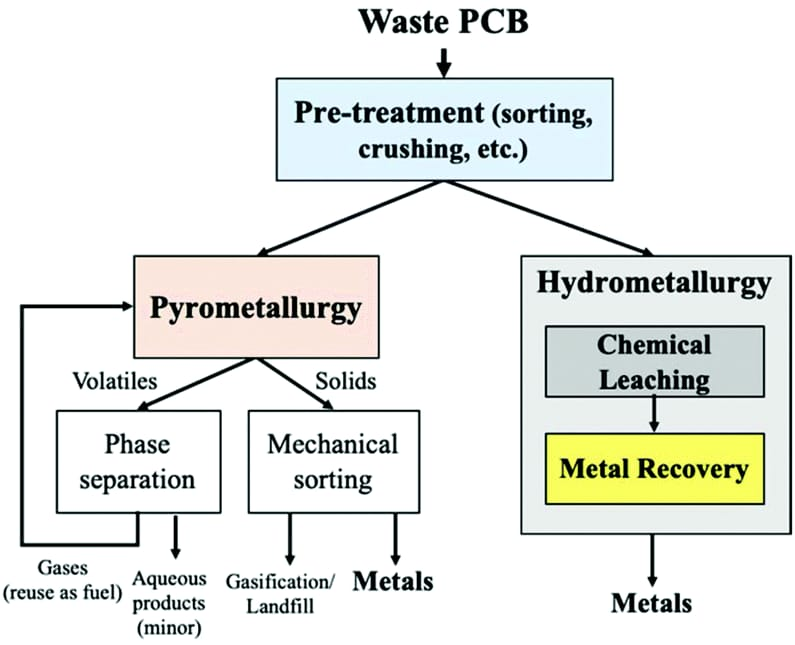 Waste PCB
Pre-treatment (sorting,
crushing, etc.)
Pyrometallurgy
Volatiles
Solids
Phase
separation
Mechanical
sorting
Gases
(reuse as fuel)
Aqueous
products
(minor)
Gasification/
Landfill
Metals
Hydrometallurgy
Chemical
Leaching
Metal Recovery
Metals